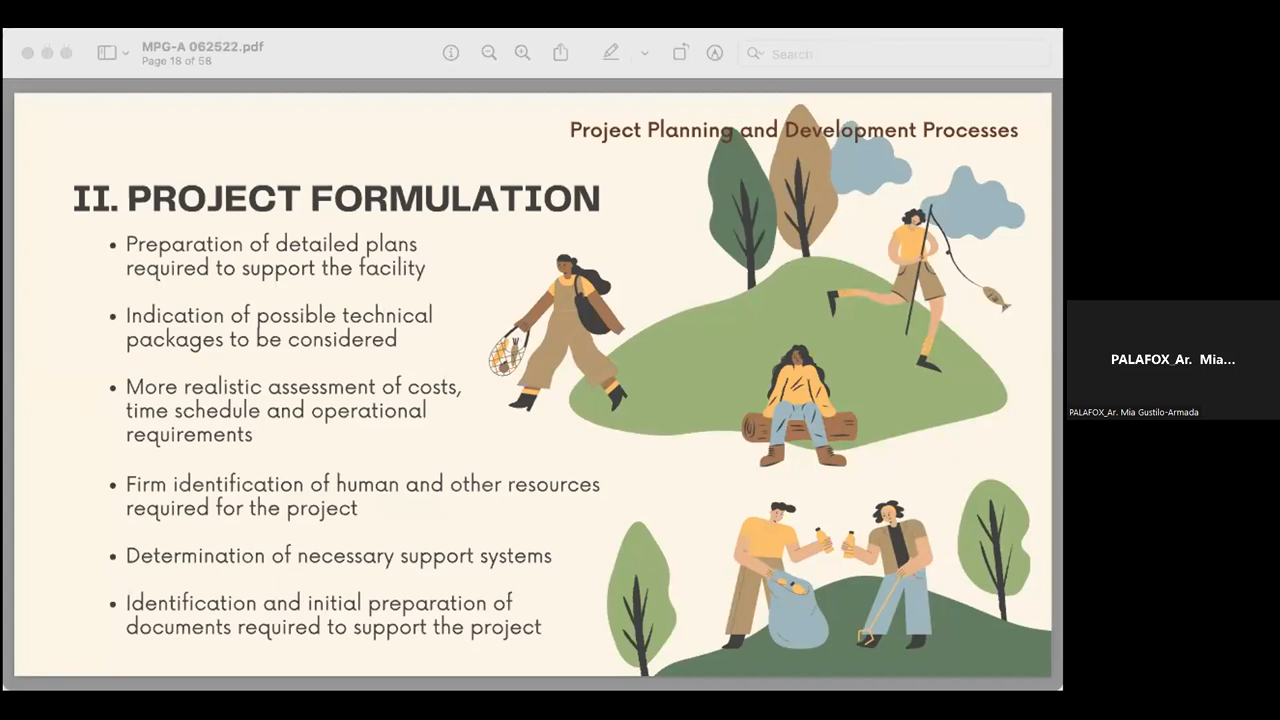 MPG-A 062522.pdf
Page 18 of 58
Search
Project Planning and Development Processes
II. PROJECT FORMULATION
• Preparation of detailed plans
required to support the facility
• Indication of possible technical
packages to be considered
• More realistic assessment of costs,
time schedule and operational
requirements
• Firm identification of human and other resources
required for the project
• Determination of necessary support systems
• Identification and initial preparation of
documents required to support the project
PALAFOX_Ar. Mia...
PALAFOX_Ar. Mia Gustilo-Armada